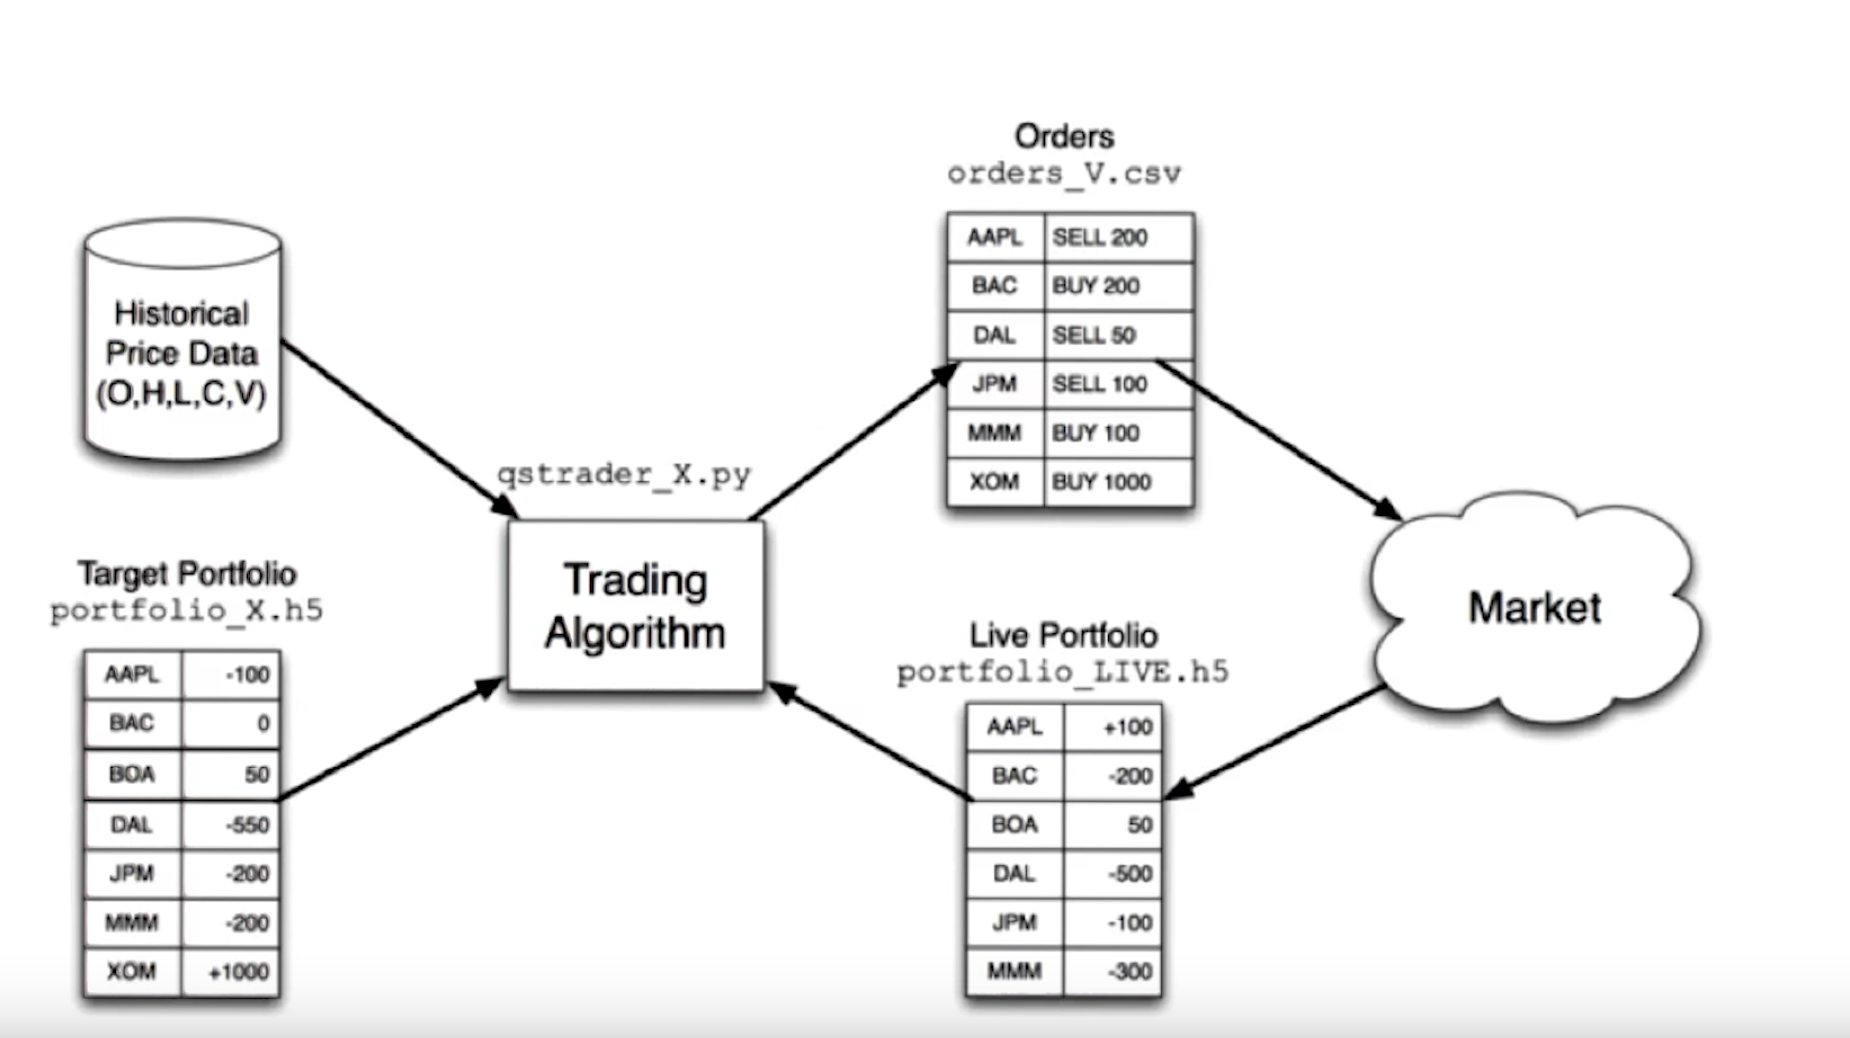 Orders
orders_V.csv
AAPL SELL 200
BAC BUY 200
DAL SELL 50
JPM SELL 100
MMM BUY 100
XOM BUY 1000
Historical
Price Data
(O,H,L,C,V)
qstrader_X.py
Trading
Algorithm
Target Portfolio
portfolio_X.h5
AAPL -100
BAC 0
BOA 50
DAL -550
JPM -200
MMM -200
XOM +1000
Live Portfolio
portfolio_LIVE.h5
AAPL +100
BAC -200
BOA 50
DAL -500
JPM -100
MMM -300
Market